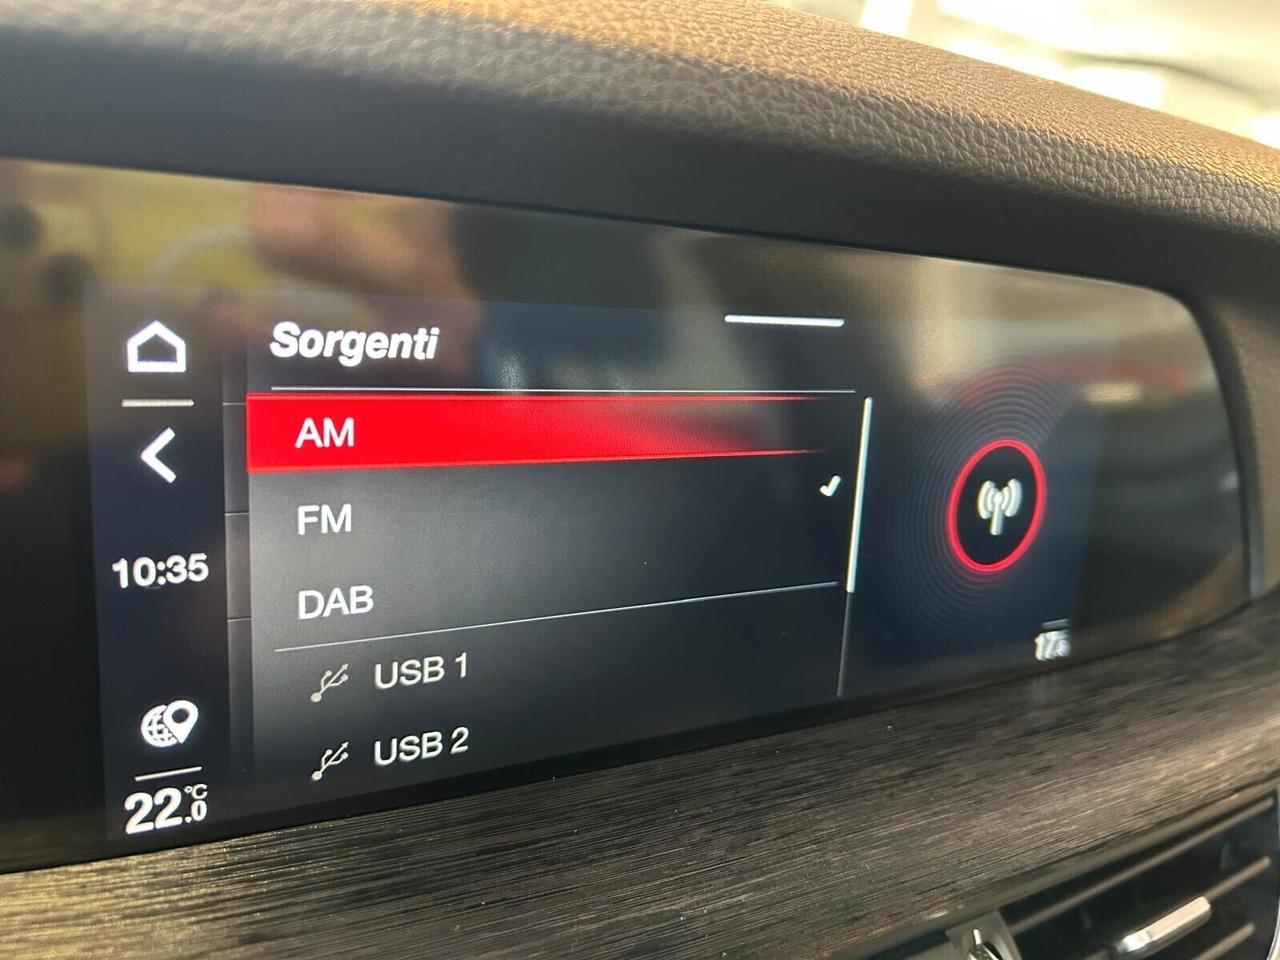 Sorgenti
AM
FM
DAB
USB 1
USB 2
10:35
22.0 °C